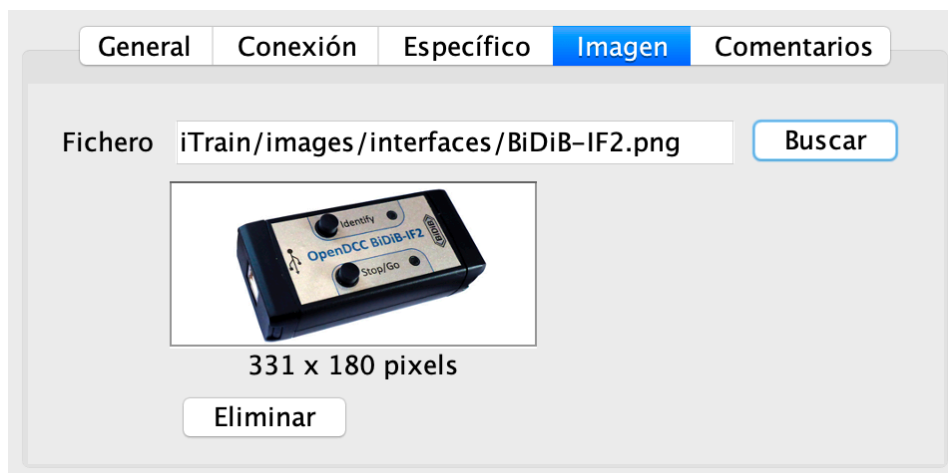 General Conexión Específico Imagen Comentarios
Fichero iTrain/images/interfaces/BiDiB-IF2.png Buscar
Identify
OpenDCC BiDiB-IF2
BiDiB
Stop/Go
331 x 180 pixels
Eliminar